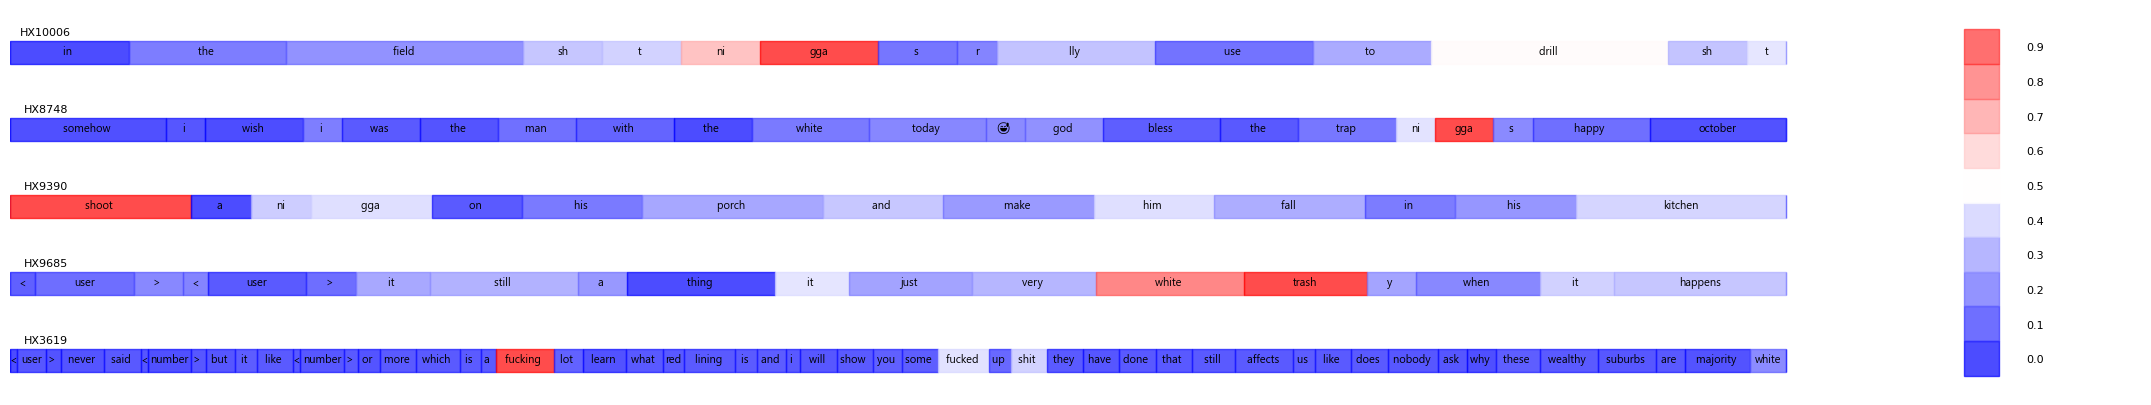 HX10006
in the field sh t ni gga s r lly use to drill sh t
HX8748
somehow i wish i was the man with the white today 😅 god bless the trap ni gga s happy october
HX9390
shoot a ni gga on his porch and make him fall in his kitchen
HX9685
< user > < user > it still a thing it just very white trash y when it happens
HX3619
< user > never said < number > but it like < number > or more which is a fucking lot learn what red lining is and i will show you some fucked up shit they have done that still affects us like does nobody ask why these wealthy suburbs are majority white
0.9
0.8
0.7
0.6
0.5
0.4
0.3
0.2
0.1
0.0